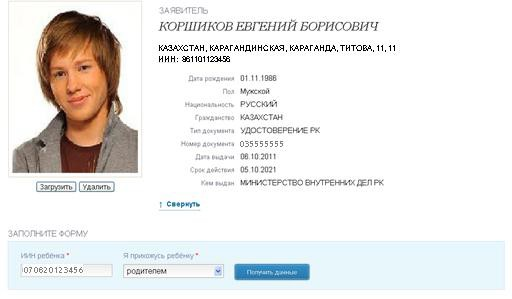 ЗАЯВИТЕЛЬ
КОРШИКОВ ЕВГЕНИЙ БОРИСОВИЧ
КАЗАХСТАН, КАРАГАНДИНСКАЯ, КАРАГАНДА, ТИТОВА, 11, 11
ИИН: 861101123456
Дата рождения 01.11.1986
Пол Мужской
Национальность РУССКИЙ
Гражданство КАЗАХСТАН
Тип документа УДОСТОВЕРЕНИЕ РК
Номер документа 035555555
Дата выдачи 06.10.2011
Срок действия 05.10.2021
Кем выдан МИНИСТЕРСТВО ВНУТРЕННИХ ДЕЛ РК
Загрузить Удалить
↑ Свернуть
ЗАПОЛНИТЕ ФОРМУ
ИИН ребёнка * Я прихожусь ребёнку *
070620123456 родителем Получить данные